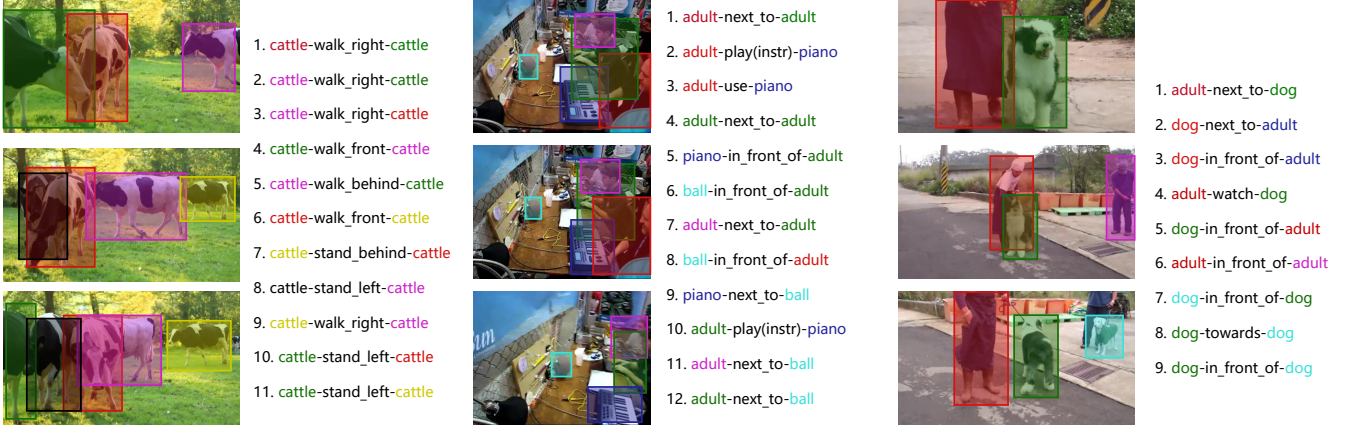 1. cattle-walk_right-cattle
2. cattle-walk_right-cattle
3. cattle-walk_right-cattle
4. cattle-walk_front-cattle
5. cattle-walk_behind-cattle
6. cattle-walk_front-cattle
7. cattle-stand_behind-cattle
8. cattle-stand_left-cattle
9. cattle-walk_right-cattle
10. cattle-stand_left-cattle
11. cattle-stand_left-cattle
1. adult-next_to-adult
2. adult-play(instr)-piano
3. adult-use-piano
4. adult-next_to-adult
5. piano-in_front_of-adult
6. ball-in_front_of-adult
7. adult-next_to-adult
8. ball-in_front_of-adult
9. piano-next_to-ball
10. adult-play(instr)-piano
11. adult-next_to-ball
12. adult-next_to-ball
1. adult-next_to-dog
2. dog-next_to-adult
3. dog-in_front_of-adult
4. adult-watch-dog
5. dog-in_front_of-adult
6. adult-in_front_of-adult
7. dog-in_front_of-dog
8. dog-towards-dog
9. dog-in_front_of-dog